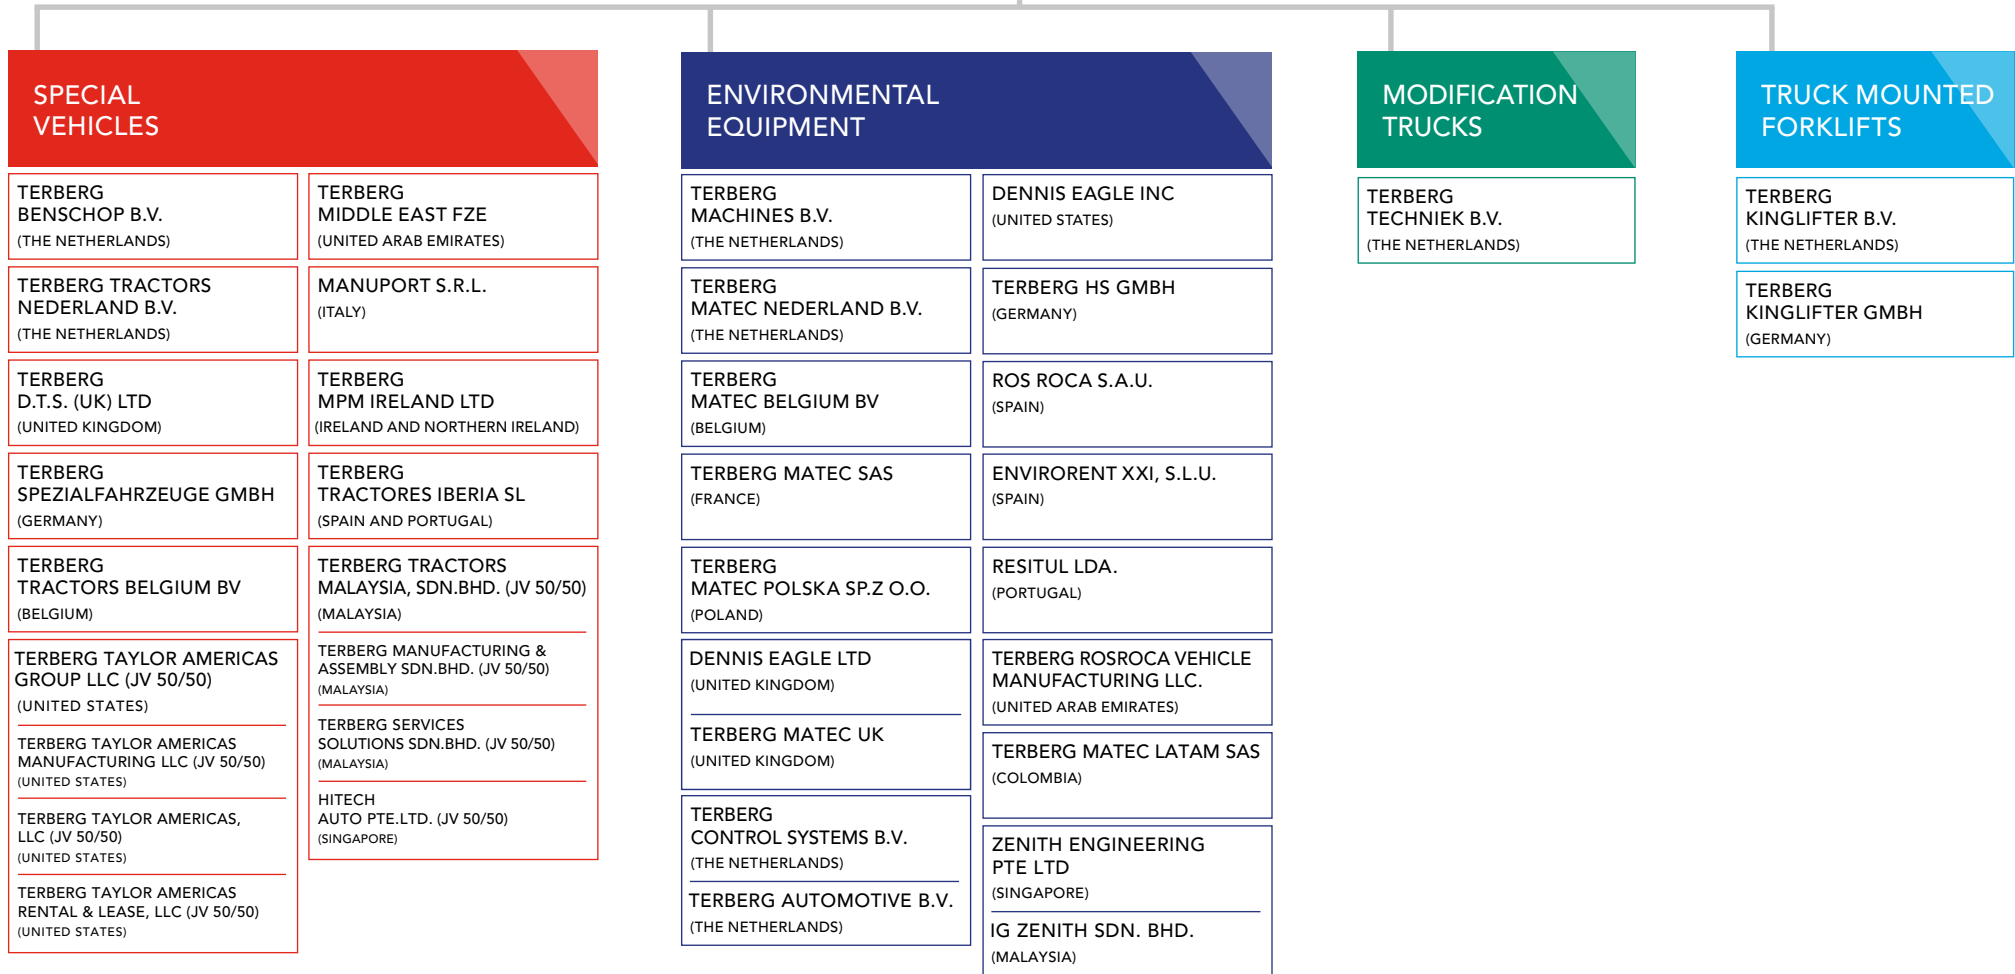 SPECIAL
VEHICLES
TERBERG
BENSCHOP B.V.
(THE NETHERLANDS)
TERBERG TRACTORS
NEDERLAND B.V.
(THE NETHERLANDS)
TERBERG
D.T.S. (UK) LTD
(UNITED KINGDOM)
TERBERG
SPEZIALFAHRZEUGE GMBH
(GERMANY)
TERBERG
TRACTORS BELGIUM BV
(BELGIUM)
TERBERG TAYLOR AMERICAS
GROUP LLC (JV 50/50)
(UNITED STATES)
TERBERG TAYLOR AMERICAS
MANUFACTURING LLC (JV 50/50)
(UNITED STATES)
TERBERG TAYLOR AMERICAS,
LLC (JV 50/50)
(UNITED STATES)
TERBERG TAYLOR AMERICAS
RENTAL & LEASE, LLC (JV 50/50)
(UNITED STATES)
TERBERG
MIDDLE EAST FZE
(UNITED ARAB EMIRATES)
MANUPORT S.R.L.
(ITALY)
TERBERG
MPM IRELAND LTD
(IRELAND AND NORTHERN IRELAND)
TERBERG
TRACTORES IBERIA SL
(SPAIN AND PORTUGAL)
TERBERG TRACTORS
MALAYSIA, SDN.BHD. (JV 50/50)
(MALAYSIA)
TERBERG MANUFACTURING &
ASSEMBLY SDN.BHD. (JV 50/50)
(MALAYSIA)
TERBERG SERVICES
SOLUTIONS SDN.BHD. (JV 50/50)
(MALAYSIA)
HITECH
AUTO PTE.LTD. (JV 50/50)
(SINGAPORE)
ENVIRONMENTAL
EQUIPMENT
TERBERG
MACHINES B.V.
(THE NETHERLANDS)
TERBERG
MATEC NEDERLAND B.V.
(THE NETHERLANDS)
TERBERG
MATEC BELGIUM BV
(BELGIUM)
TERBERG MATEC SAS
(FRANCE)
TERBERG
MATEC POLSKA SP.Z O.O.
(POLAND)
DENNIS EAGLE LTD
(UNITED KINGDOM)
TERBERG MATEC UK
(UNITED KINGDOM)
TERBERG
CONTROL SYSTEMS B.V.
(THE NETHERLANDS)
TERBERG AUTOMOTIVE B.V.
(THE NETHERLANDS)
DENNIS EAGLE INC
(UNITED STATES)
TERBERG HS GMBH
(GERMANY)
ROS ROCA S.A.U.
(SPAIN)
ENVIRORENT XXI, S.L.U.
(SPAIN)
RESITUL LDA.
(PORTUGAL)
TERBERG ROSROCA VEHICLE
MANUFACTURING LLC.
(UNITED ARAB EMIRATES)
TERBERG MATEC LATAM SAS
(COLOMBIA)
ZENITH ENGINEERING
PTE LTD
(SINGAPORE)
IG ZENITH SDN. BHD.
(MALAYSIA)
MODIFICATION
TRUCKS
TERBERG
TECHNIEK B.V.
(THE NETHERLANDS)
TRUCK MOUNTED
FORKLIFTS
TERBERG
KINGLIFTER B.V.
(THE NETHERLANDS)
TERBERG
KINGLIFTER GMBH
(GERMANY)